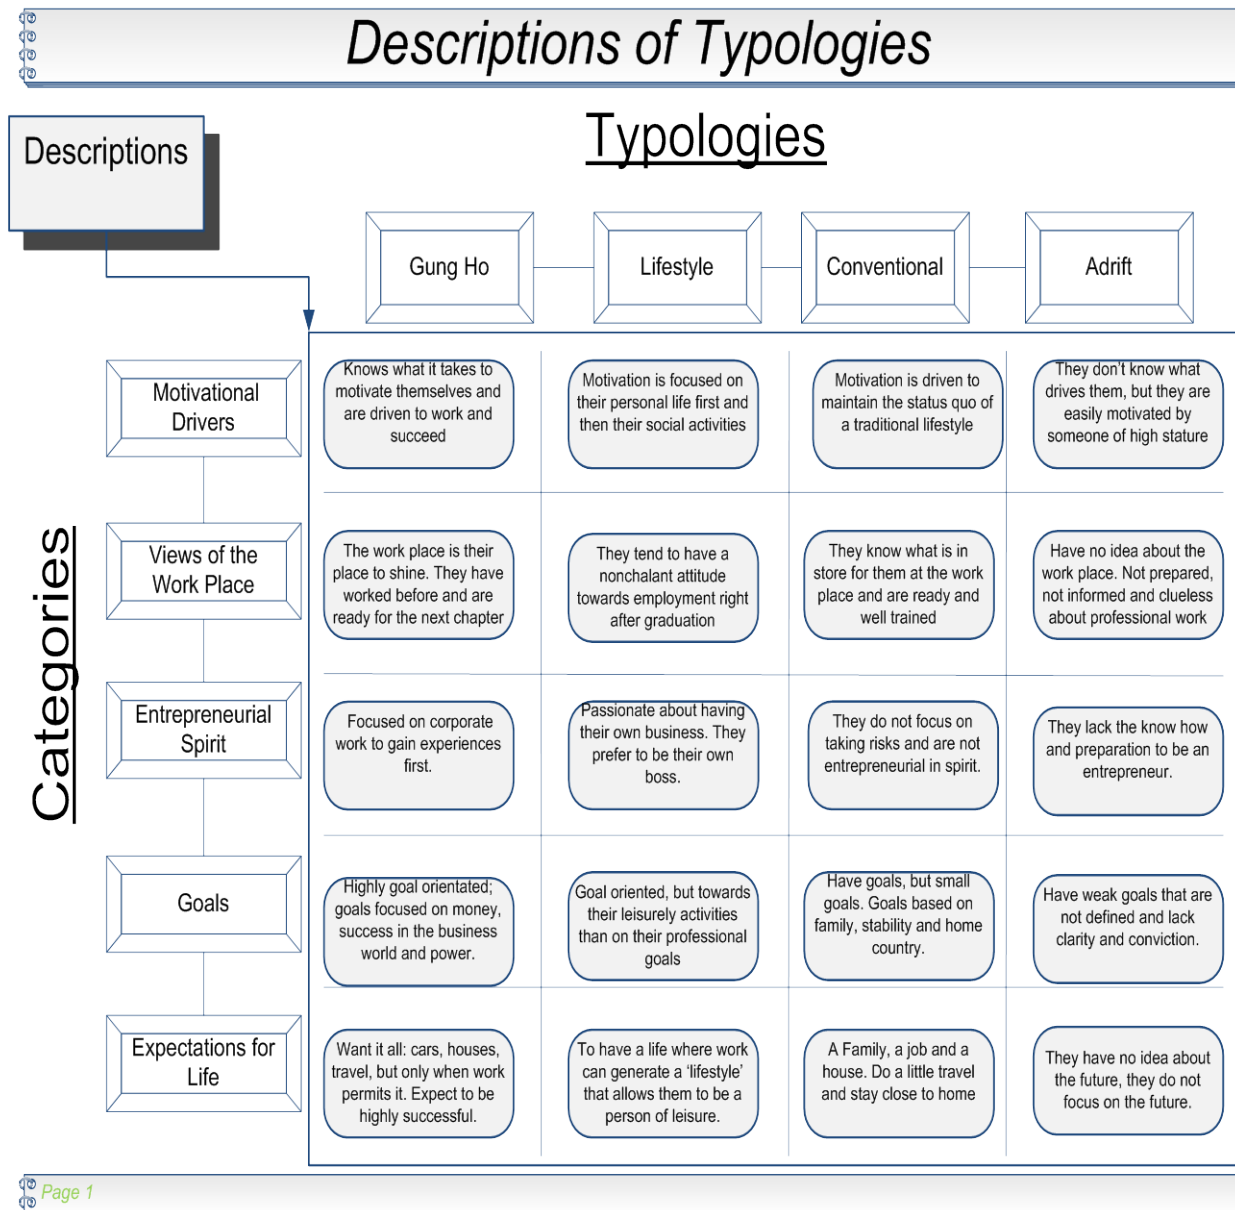 Descriptions of Typologies
Descriptions
Typologies
Gung Ho
Lifestyle
Conventional
Adrift
Categories
Motivational
Drivers
Knows what it takes to
motivate themselves and
are driven to work and
succeed
Motivation is focused on
their personal life first and
then their social activities
Motivation is driven to
maintain the status quo of
a traditional lifestyle
They don't know what
drives them, but they are
easily motivated by
someone of high stature
Views of the
Work Place
The work place is their
place to shine. They have
worked before and are
ready for the next chapter
They tend to have a
nonchalant attitude
towards employment right
after graduation
They know what is in
store for them at the work
place and are ready and
well trained
Have no idea about the
work place. Not prepared,
not informed and clueless
about professional work
Entrepreneurial
Spirit
Focused on corporate
work to gain experiences
first.
Passionate about having
their own business. They
prefer to be their own
boss.
They do not focus on
taking risks and are not
entrepreneurial in spirit.
They lack the know how
and preparation to be an
entrepreneur.
Goals
Highly goal orientated;
goals focused on money,
success in the business
world and power.
Goal oriented, but towards
their leisurely activities
than on their professional
goals
Have goals, but small
goals. Goals based on
family, stability and home
country.
Have weak goals that are
not defined and lack
clarity and conviction.
Expectations for
Life
Want it all: cars, houses,
travel, but only when work
permits it. Expect to be
highly successful.
To have a life where work
can generate a 'lifestyle'
that allows them to be a
person of leisure.
A Family, a job and a
house. Do a little travel
and stay close to home
They have no idea about
the future, they do not
focus on the future.
Page 1